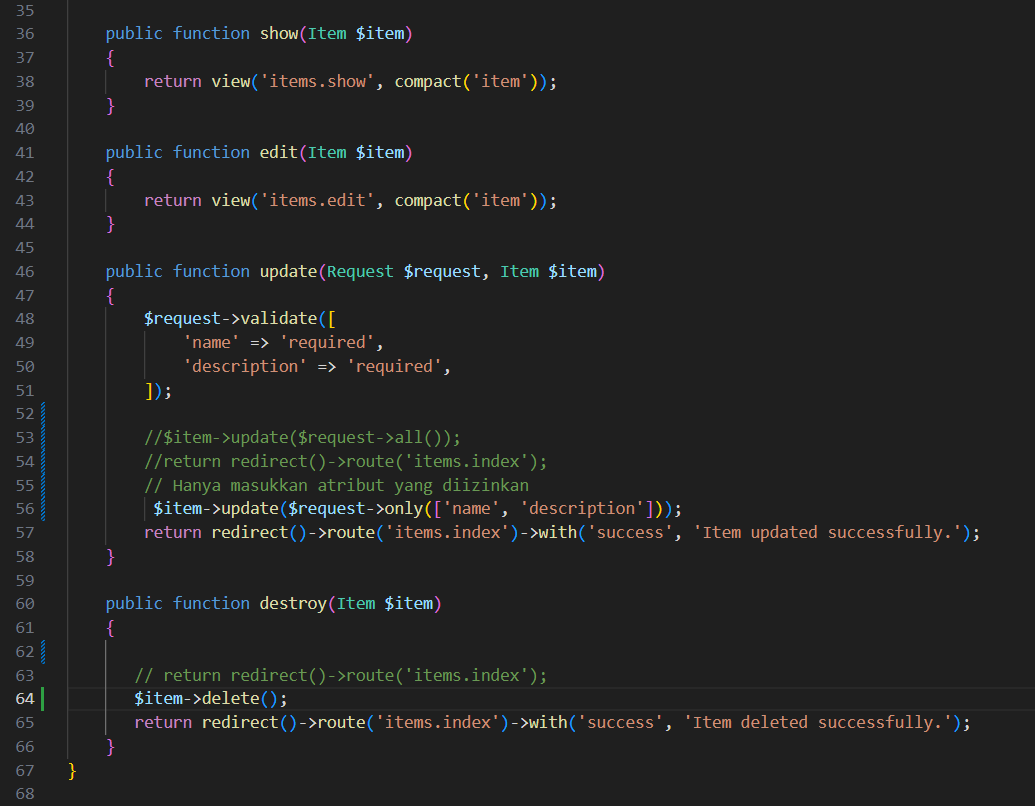 35
36 public function show(Item $item)
37 {
38 return view('items.show', compact('item'));
39 }
40
41 public function edit(Item $item)
42 {
43 return view('items.edit', compact('item'));
44 }
45
46 public function update(Request $request, Item $item)
47 {
48 $request->validate([
49 'name' => 'required',
50 'description' => 'required',
51 ]);
52
53 //$item->update($request->all());
54 //return redirect()->route('items.index');
55 // Hanya masukkan atribut yang diizinkan
56 $item->update($request->only(['name', 'description']));
57 return redirect()->route('items.index')->with('success', 'Item updated successfully.');
58 }
59
60 public function destroy(Item $item)
61 {
62
63 // return redirect()->route('items.index');
64 $item->delete();
65 return redirect()->route('items.index')->with('success', 'Item deleted successfully.');
66 }
67 }
68